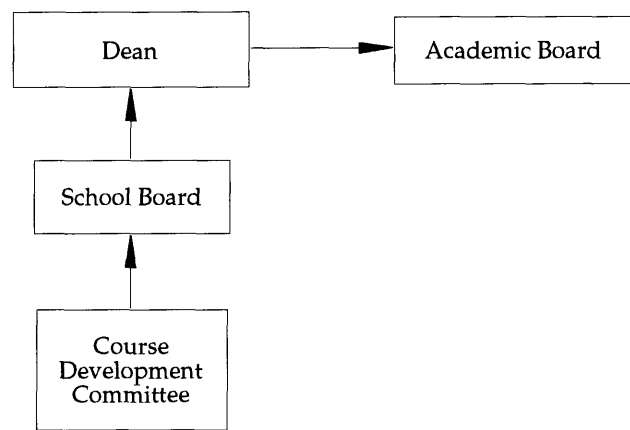 Dean
Academic Board
School Board
Course
Development
Committee